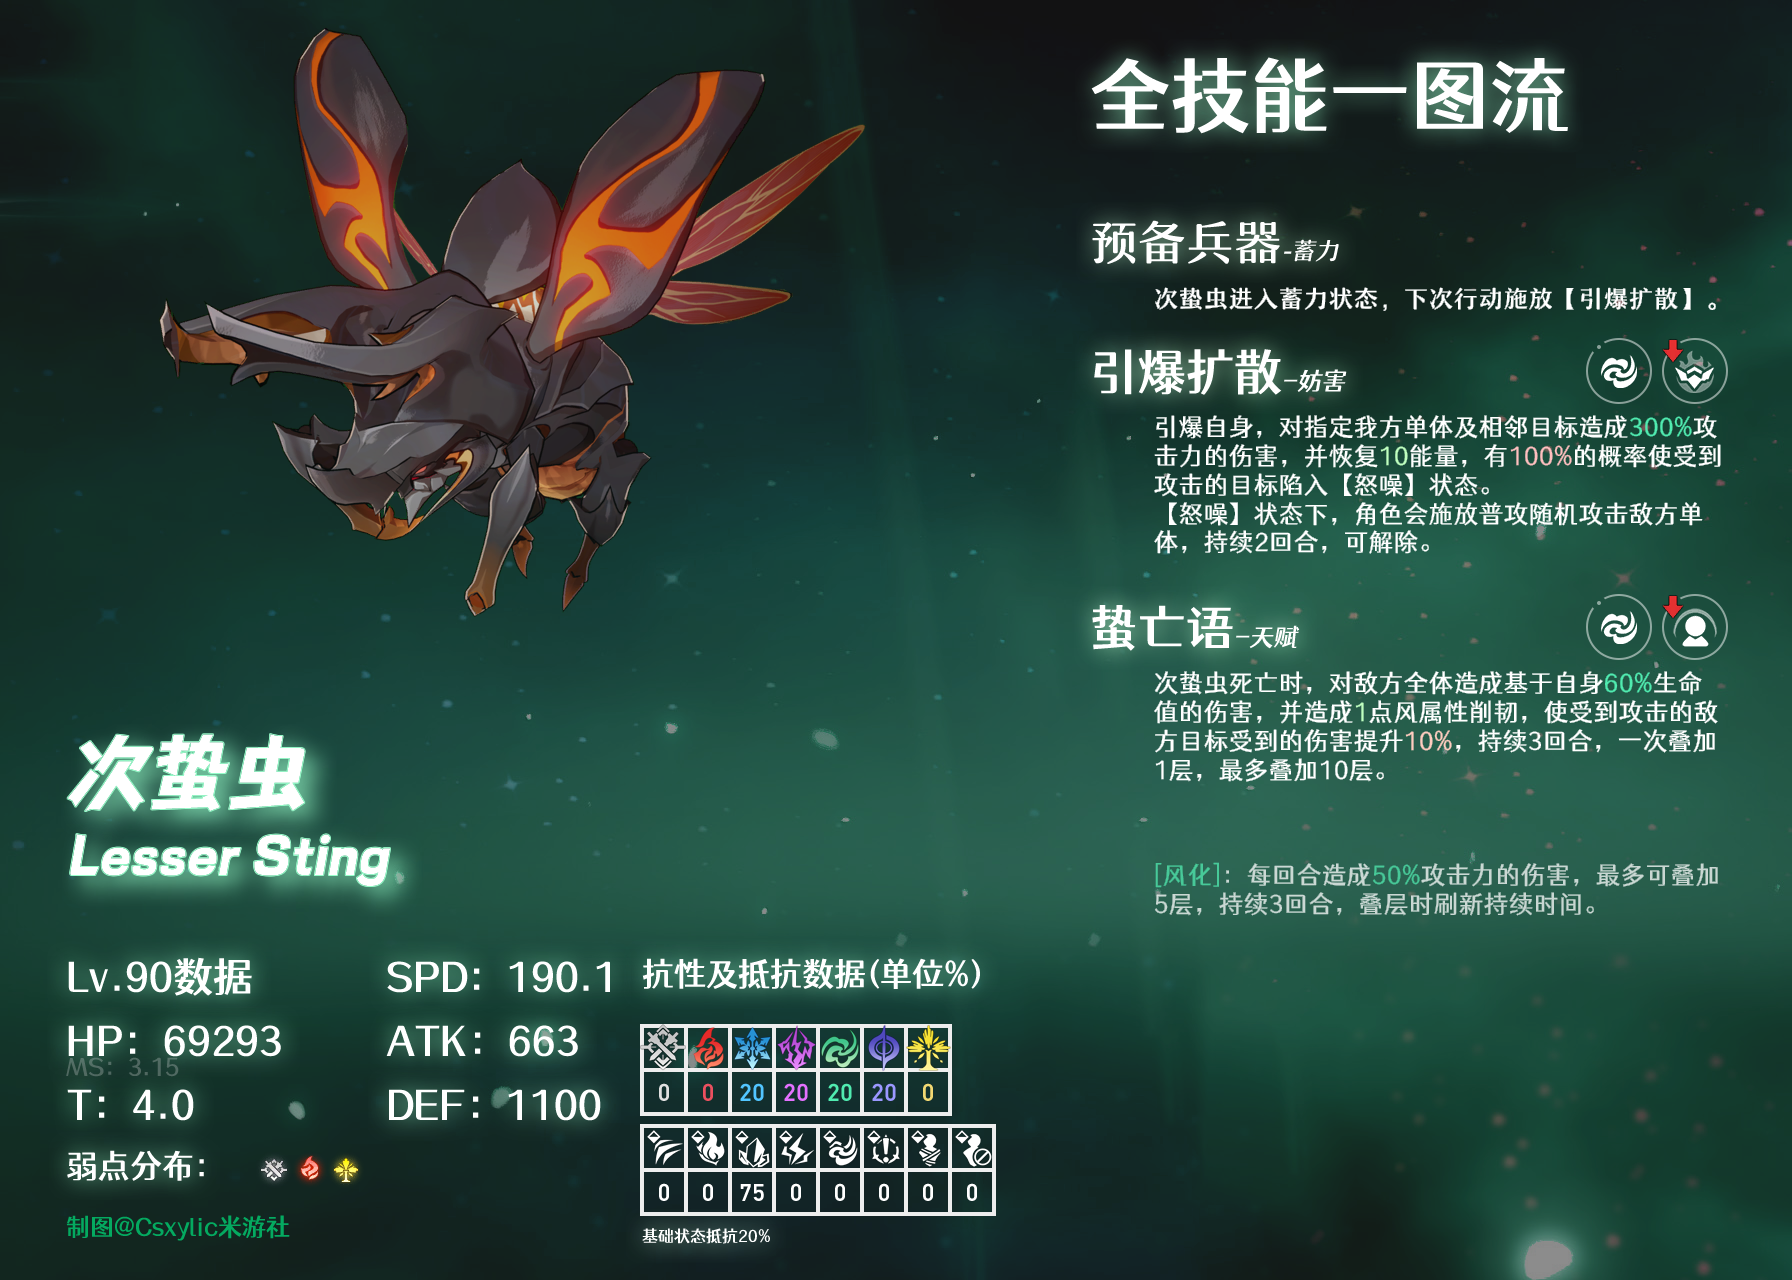 全技能一图流
预备兵器-蓄力
次蛰虫进入蓄力状态，下次行动施放【引爆扩散】。
引爆扩散-妨害
引爆自身，对指定我方单体及相邻目标造成300%攻
击力的伤害，并恢复10能量，有100%的概率使受到
攻击的目标陷入【怒噪】状态。
【怒噪】状态下，角色会施放普攻随机攻击敌方单
体，持续2回合，可解除。
蛰亡语-天赋
次蛰虫死亡时，对敌方全体造成基于自身60%生命
值的伤害，并造成1点风属性削韧，使受到攻击的敌
方目标受到的伤害提升10%，持续3回合，一次叠加
1层，最多叠加10层。
[风化]：每回合造成50%攻击力的伤害，最多可叠加
5层，持续3回合，叠层时刷新持续时间。
次蛰虫
Lesser Sting
Lv.90数据
SPD：190.1
HP：69293
ATK：663
MS：3.15
T：4.0
DEF：1100
弱点分布：
制图@Csxylic米游社
抗性及抵抗数据(单位%)
0 0 20 20 20 20 0
0 0 75 0 0 0 0 0
基础状态抵抗20%